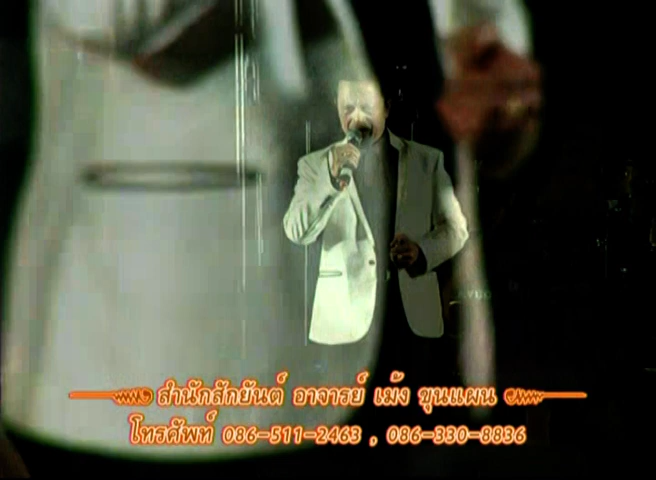 สำนักสักยันต์ อาจารย์ เม้ง ขุนแผน
โทรศัพท์ 086-511-2463 , 086-330-8836